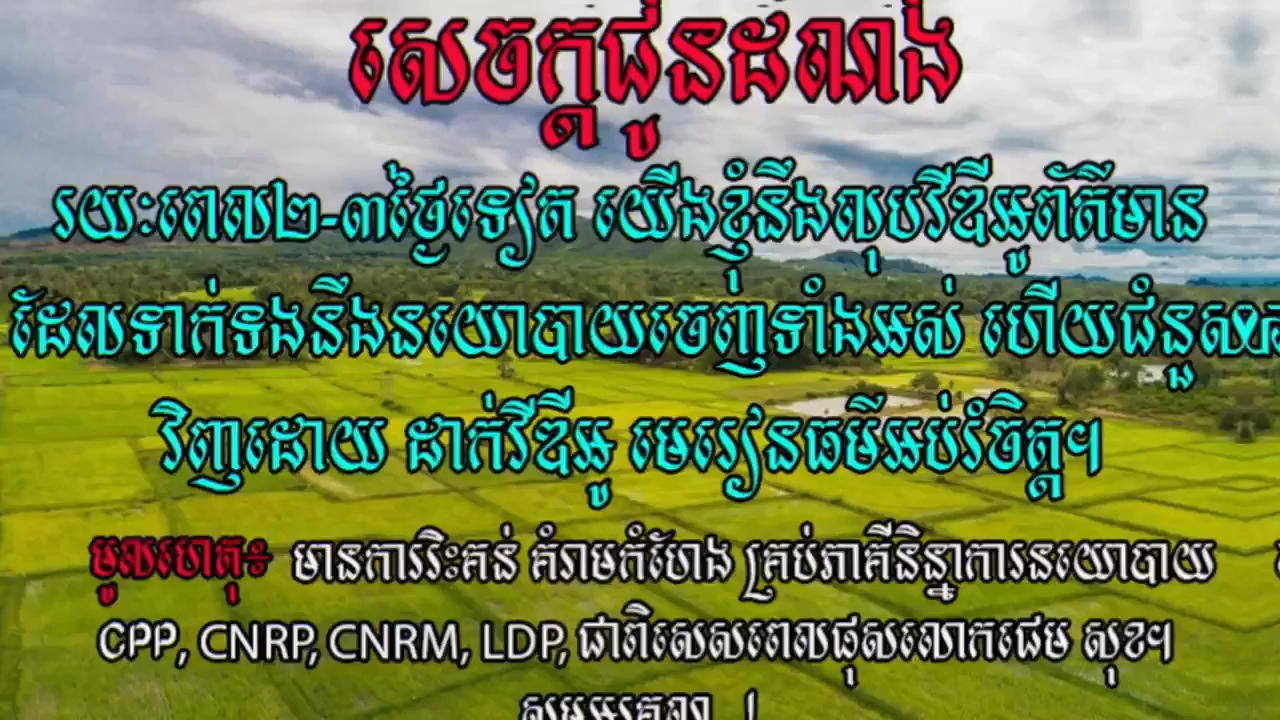 សេចក្តជូនដំណង
រយៈពេល២-៣ថ្ងៃទៀត យើងខ្ញុំនឹងលុបវីឌីអូព័តីមាន
ដែលទាក់ទងនឹងនយោបាយចេញទាំងអស់ ហើយជំនួស
វិញដោយ ដាក់វីឌីអូ មេរៀនធមីអប់រំចិត្ត។
មូលហេតុ៖ មានការរិះគន់ គំរាមកំហែង គ្រប់ភាគីនិន្នាការនយោបាយ
CPP, CNRP, CNRM, LDP, ជាពិសេសពេលផុសលោកជេម សុខ។